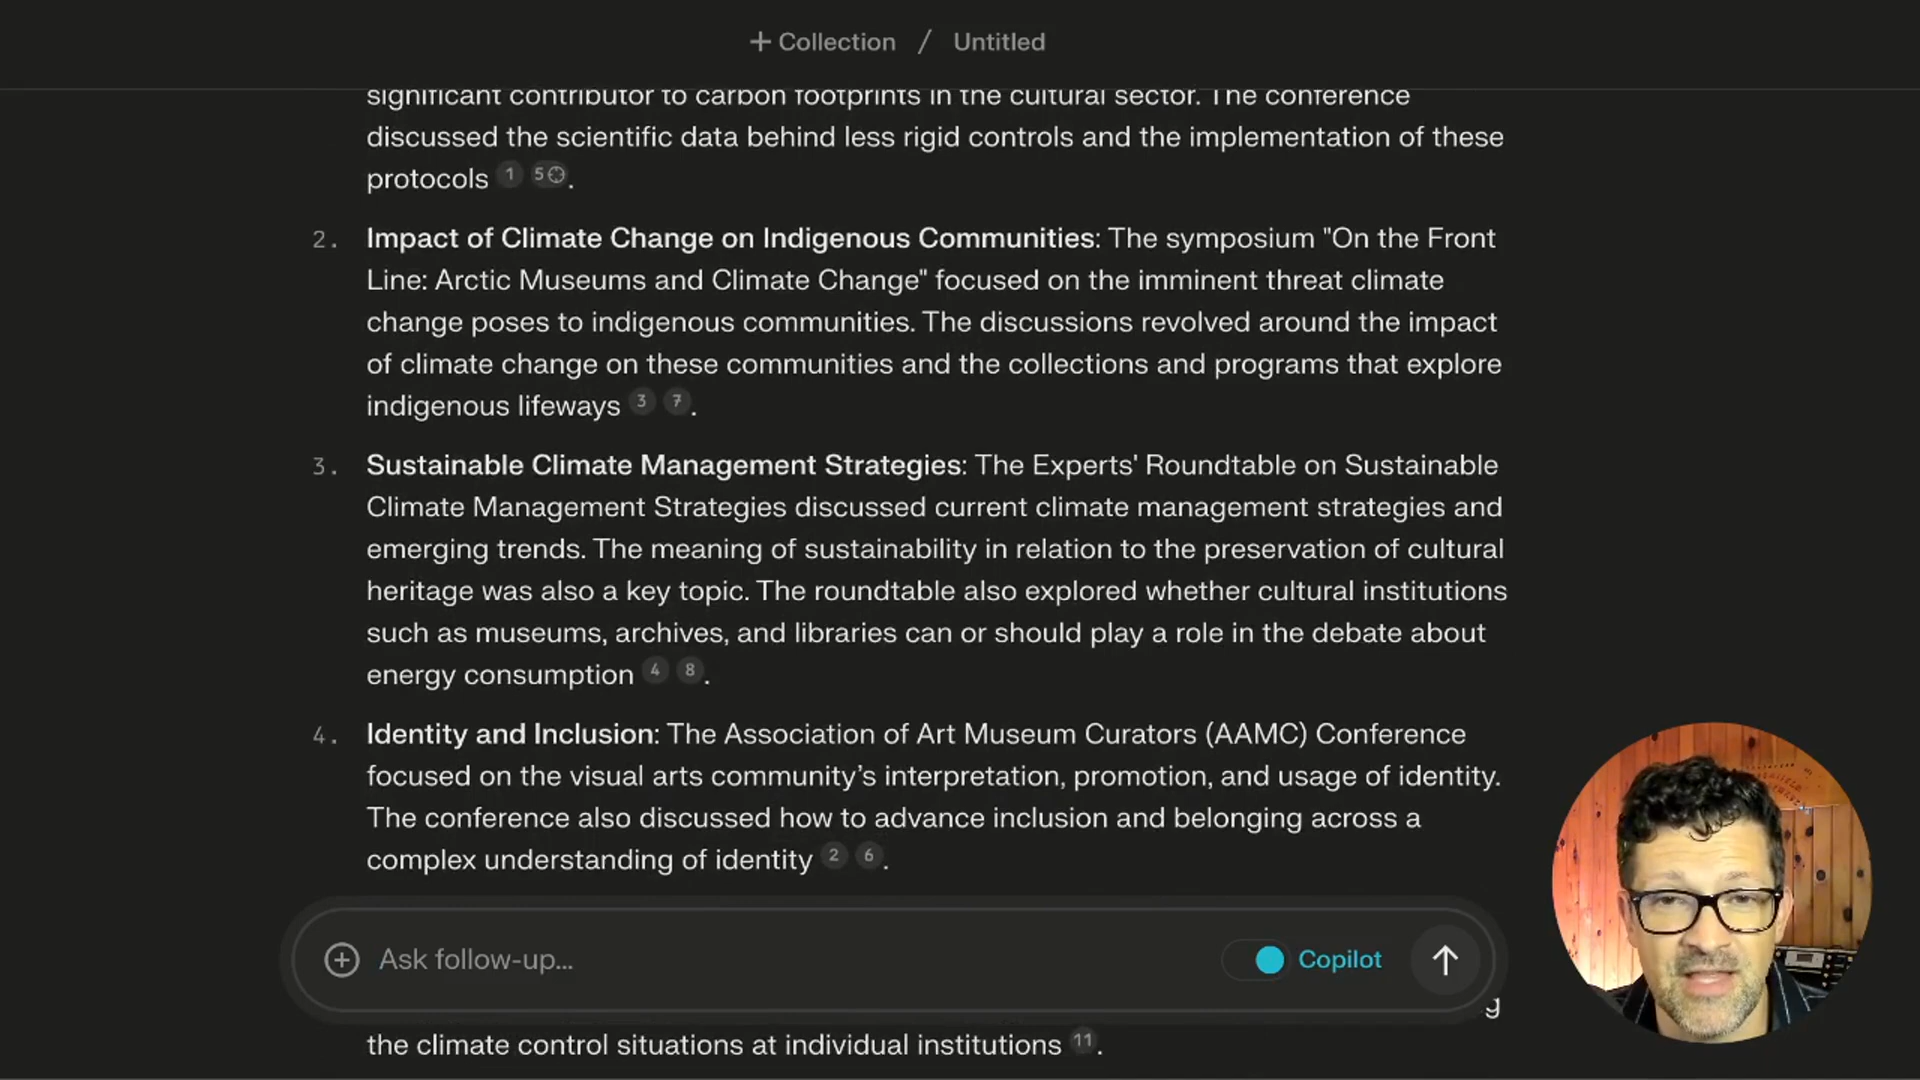 + Collection / Untitled
significant contributor to carbon footprints in the cultural sector. The conference
discussed the scientific data behind less rigid controls and the implementation of these
protocols 1 5.
2. Impact of Climate Change on Indigenous Communities: The symposium "On the Front
Line: Arctic Museums and Climate Change" focused on the imminent threat climate
change poses to indigenous communities. The discussions revolved around the impact
of climate change on these communities and the collections and programs that explore
indigenous lifeways 3 7.
3. Sustainable Climate Management Strategies: The Experts' Roundtable on Sustainable
Climate Management Strategies discussed current climate management strategies and
emerging trends. The meaning of sustainability in relation to the preservation of cultural
heritage was also a key topic. The roundtable also explored whether cultural institutions
such as museums, archives, and libraries can or should play a role in the debate about
energy consumption 4 8.
4. Identity and Inclusion: The Association of Art Museum Curators (AAMC) Conference
focused on the visual arts community’s interpretation, promotion, and usage of identity.
The conference also discussed how to advance inclusion and belonging across a
complex understanding of identity 2 6.
Ask follow-up... Copilot
the climate control situations at individual institutions 11.